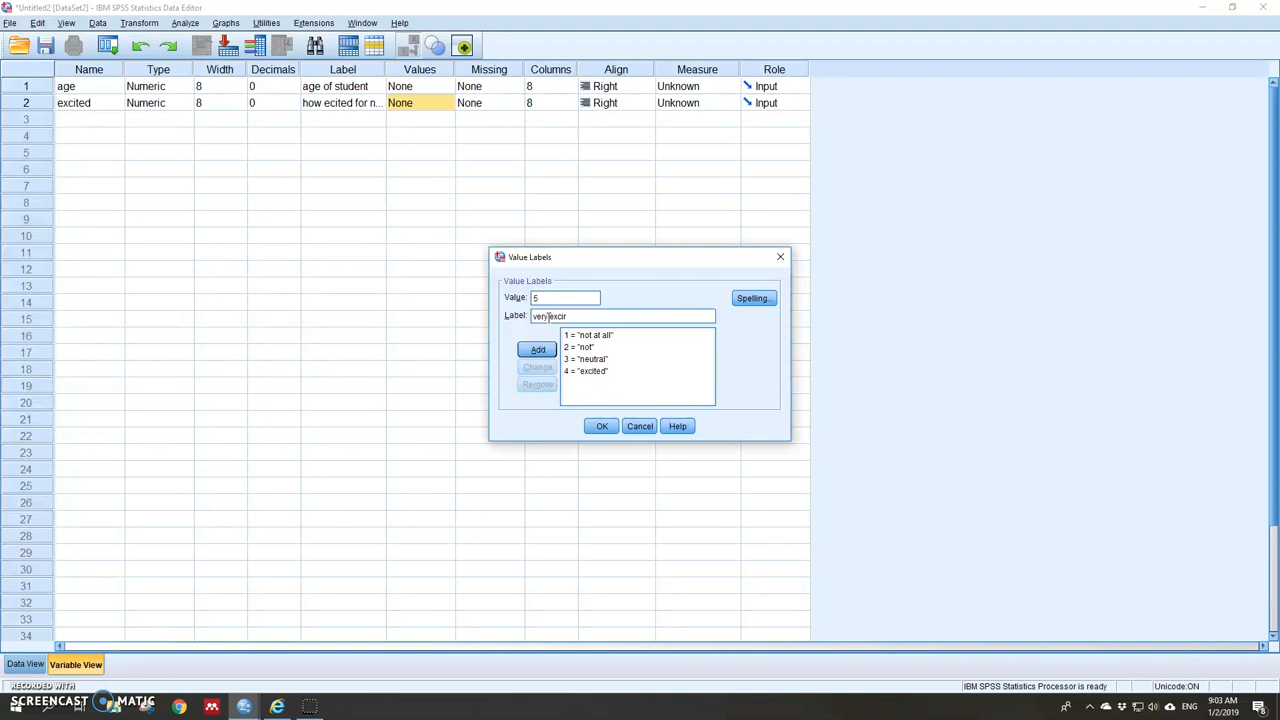 *Untitled2 [DataSet2] - IBM SPSS Statistics Data Editor
File Edit View Data Transform Analyze Graphs Utilities Extensions Window Help
Name Type Width Decimals Label Values Missing Columns Align Measure Role
1 age Numeric 8 0 age of student None None 8 Right Unknown Input
2 excited Numeric 8 0 how ecited for n... None None 8 Right Unknown Input
3
4
5
6
7
8
9
10
11
12
13
14
15
16
17
18
19
20
21
22
23
24
25
26
27
28
29
30
31
32
33
34
Value Labels
Value Labels
Value: 5
Spelling...
Label: very excir
1 = "not at all"
2 = "not"
3 = "neutral"
4 = "excited"
Add
Change
Remove
OK Cancel Help
Data View Variable View
IBM SPSS Statistics Processor is ready Unicode:ON
RECORDED WITH
SCREENCAST MATIC
ENG 9:03 AM
1/2/2019
8